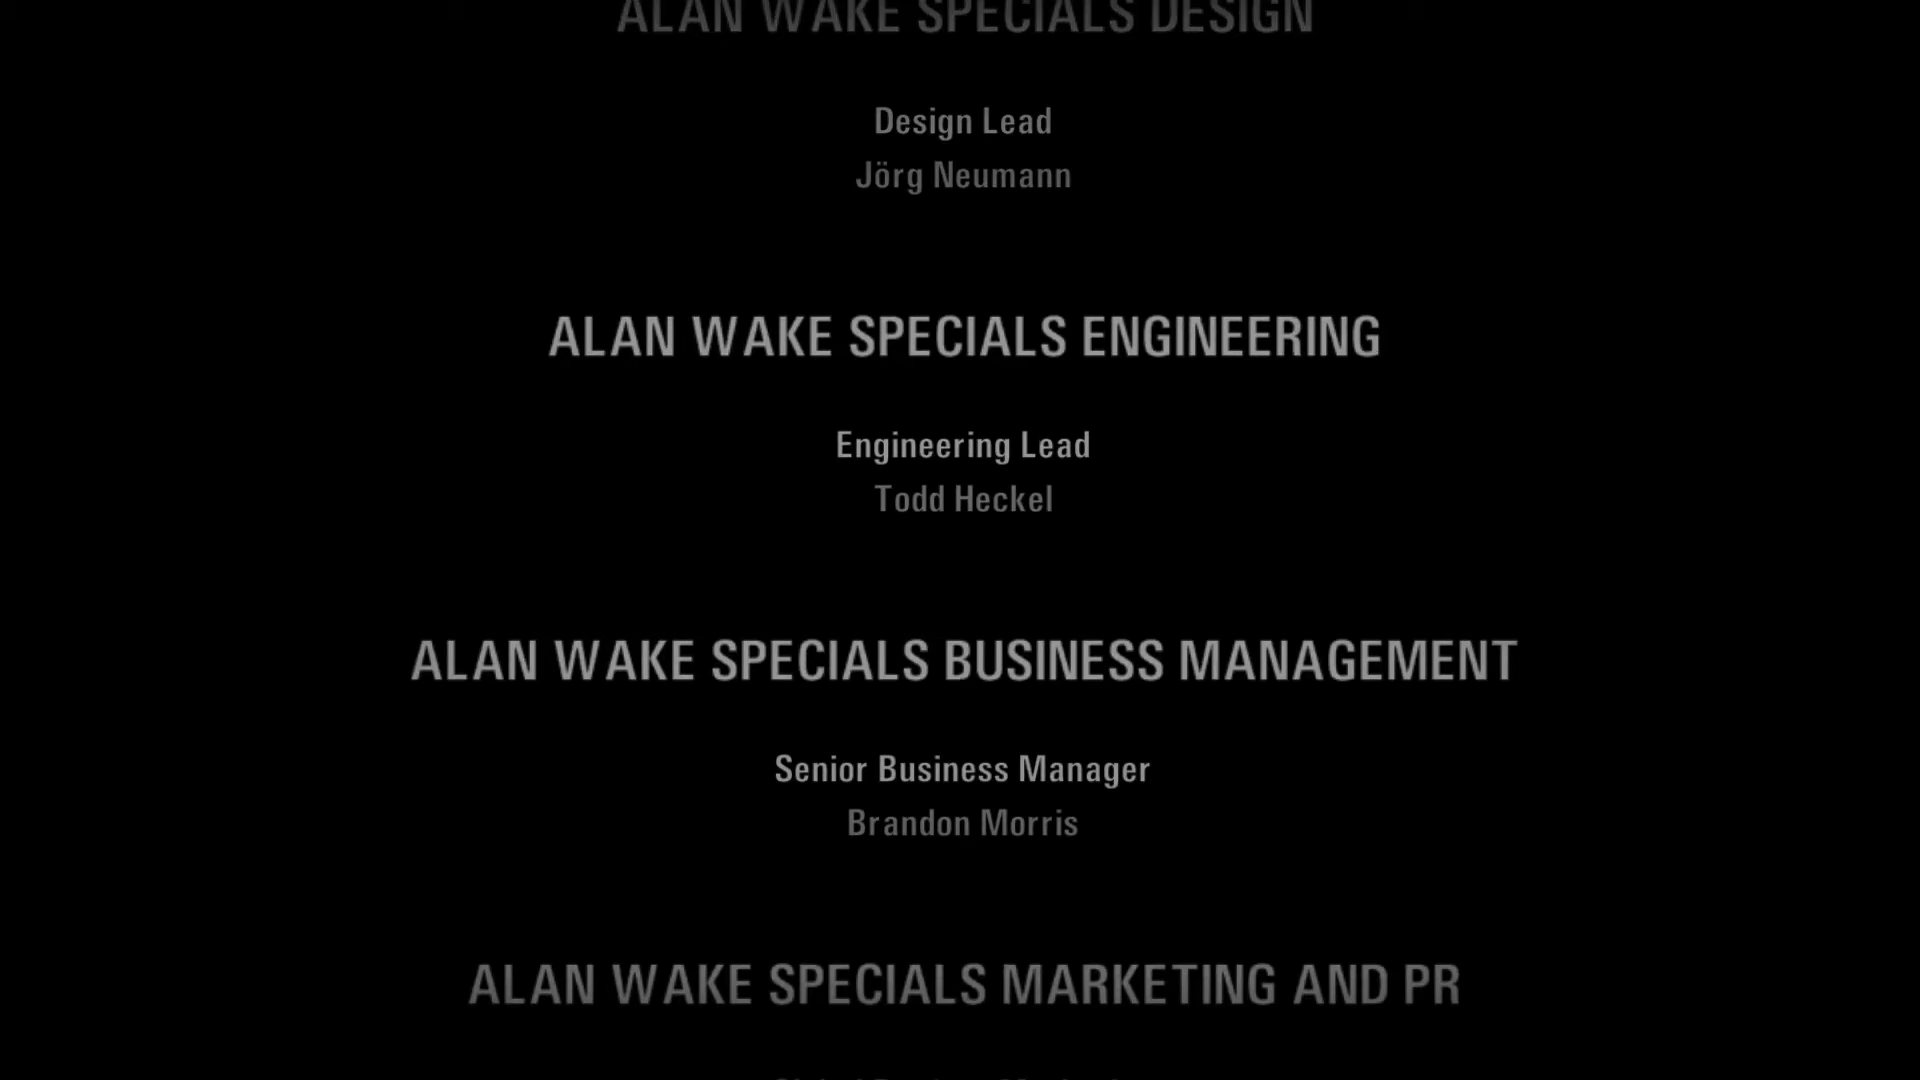 ALAN WAKE SPECIALS DESIGN
Design Lead
Jörg Neumann
ALAN WAKE SPECIALS ENGINEERING
Engineering Lead
Todd Heckel
ALAN WAKE SPECIALS BUSINESS MANAGEMENT
Senior Business Manager
Brandon Morris
ALAN WAKE SPECIALS MARKETING AND PR